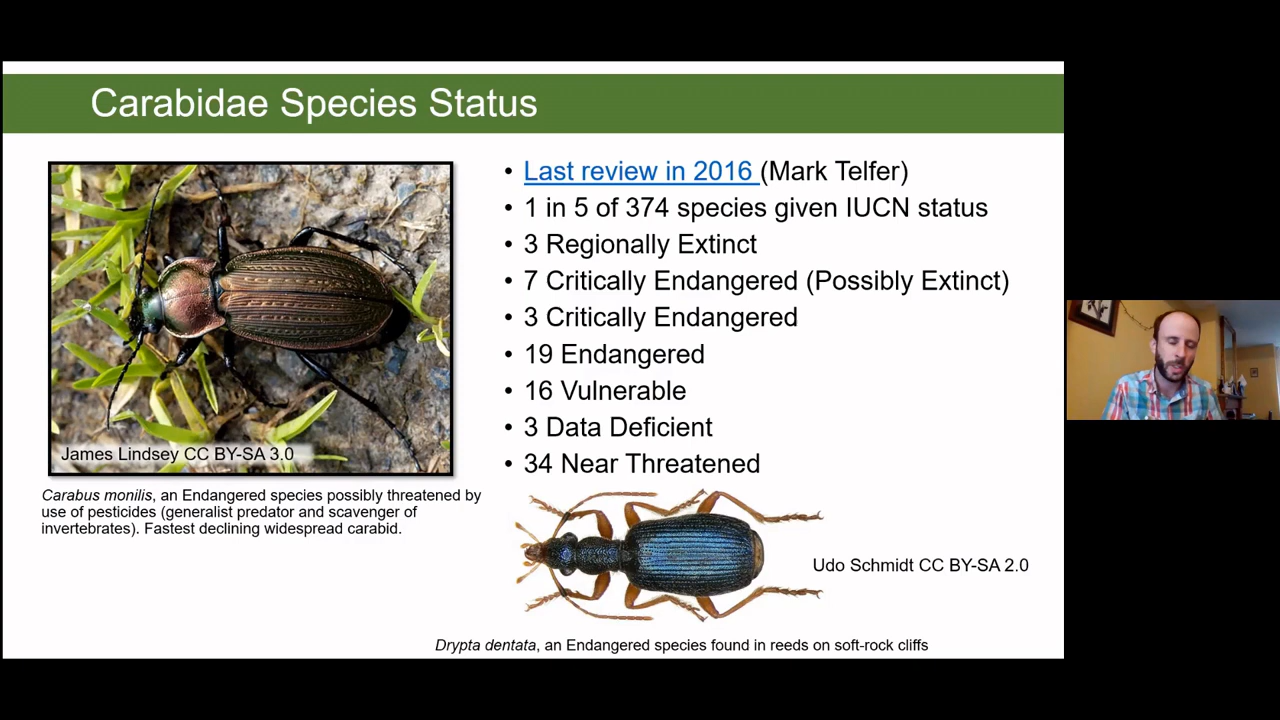 Carabidae Species Status
• Last review in 2016 (Mark Telfer)
• 1 in 5 of 374 species given IUCN status
• 3 Regionally Extinct
• 7 Critically Endangered (Possibly Extinct)
• 3 Critically Endangered
• 19 Endangered
• 16 Vulnerable
• 3 Data Deficient
• 34 Near Threatened
James Lindsey CC BY-SA 3.0
Carabus monilis, an Endangered species possibly threatened by
use of pesticides (generalist predator and scavenger of
invertebrates). Fastest declining widespread carabid.
Udo Schmidt CC BY-SA 2.0
Drypta dentata, an Endangered species found in reeds on soft-rock cliffs